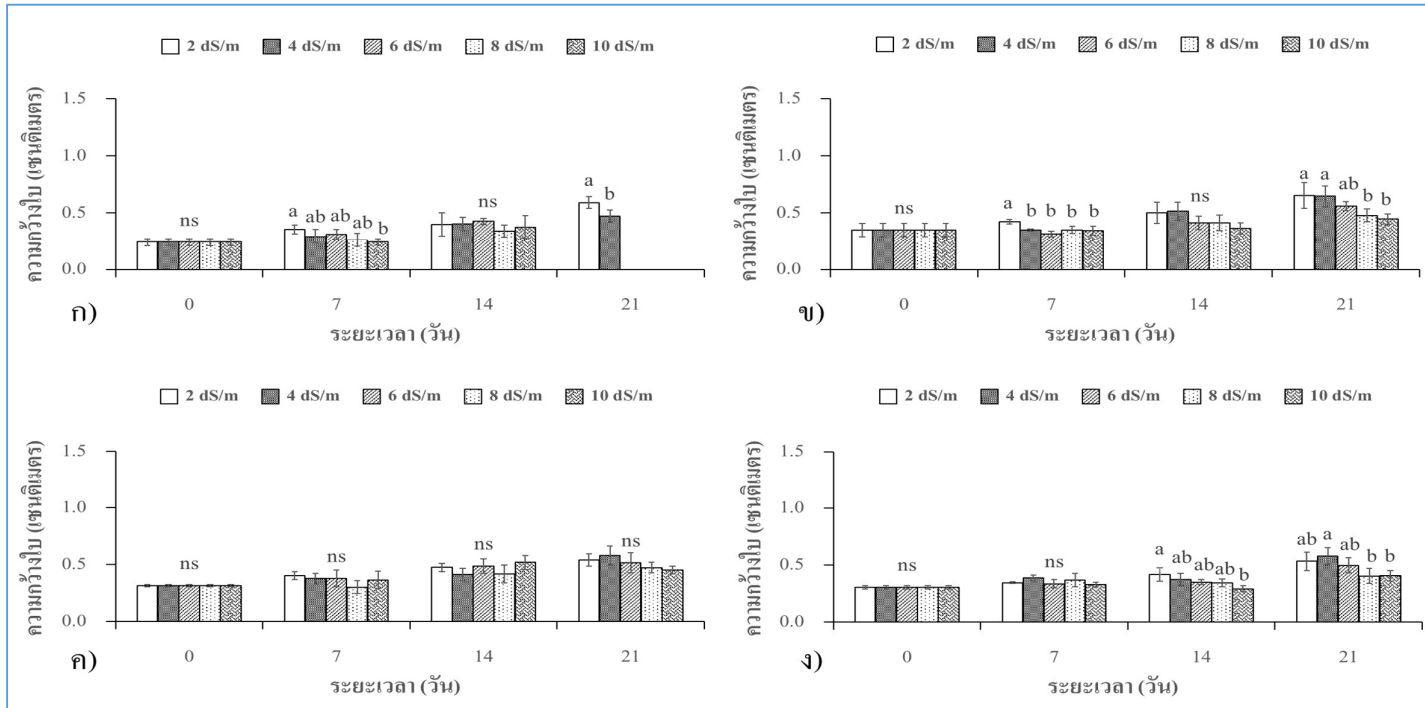 2 dS/m 4 dS/m 6 dS/m 8 dS/m 10 dS/m
ความกว้างใบ (เซนติเมตร)
1.5
1.0
0.5
0.0
ns
a ab ab ab b
ns
a b
0 7 14 21
ก)
ระยะเวลา (วัน)
2 dS/m 4 dS/m 6 dS/m 8 dS/m 10 dS/m
ความกว้างใบ (เซนติเมตร)
1.5
1.0
0.5
0.0
ns
a b b b b
ns
a a ab b b
0 7 14 21
ข)
ระยะเวลา (วัน)
2 dS/m 4 dS/m 6 dS/m 8 dS/m 10 dS/m
ความกว้างใบ (เซนติเมตร)
1.5
1.0
0.5
0.0
ns
ns
ns
ns
0 7 14 21
ค)
ระยะเวลา (วัน)
2 dS/m 4 dS/m 6 dS/m 8 dS/m 10 dS/m
ความกว้างใบ (เซนติเมตร)
1.5
1.0
0.5
0.0
ns
ns
a ab ab ab b
ab a ab b b
0 7 14 21
ง)
ระยะเวลา (วัน)